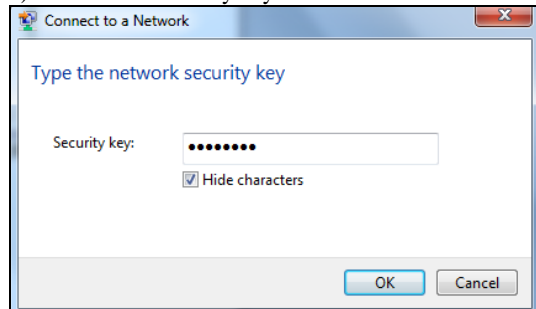 Connect to a Network
Type the network security key
Security key: ••••••••
Hide characters
OK Cancel